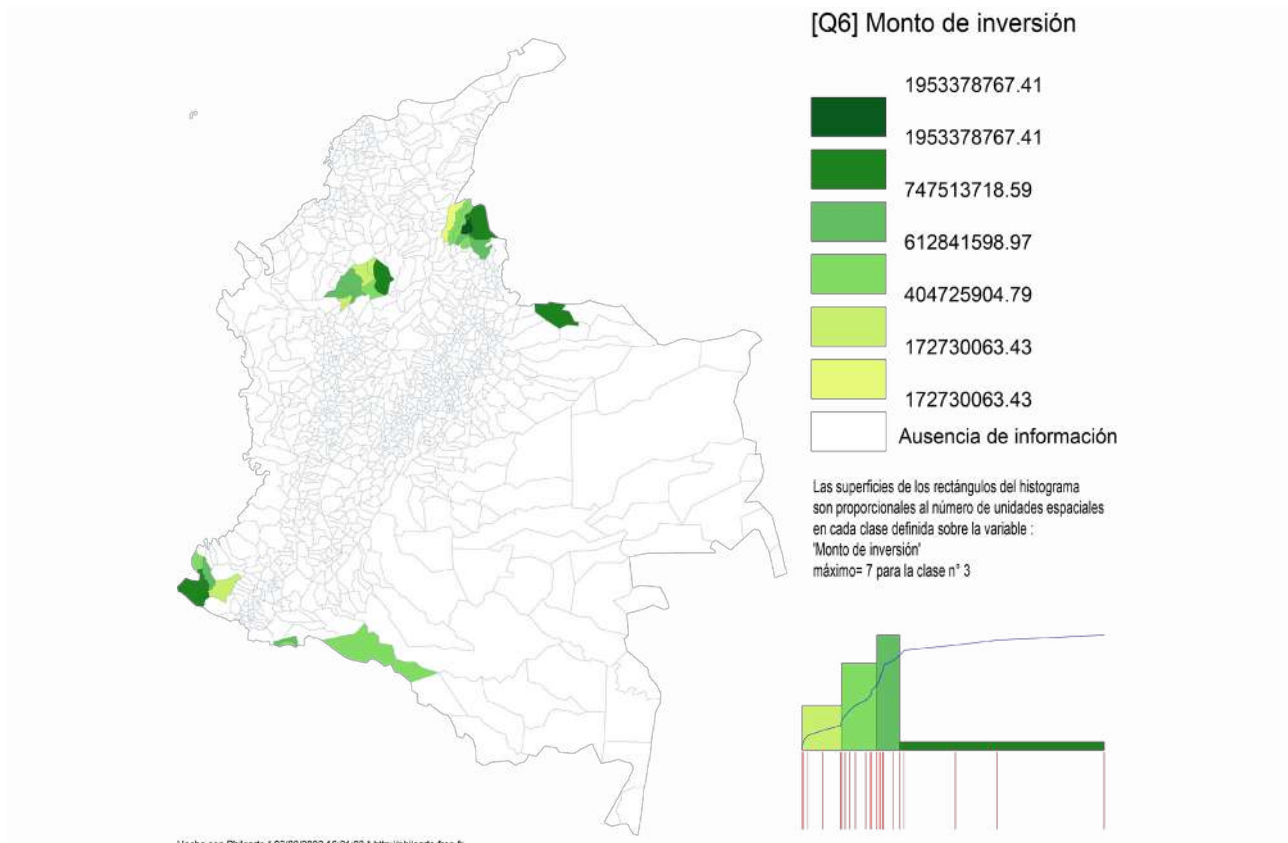 [Q6] Monto de inversión
1953378767.41
1953378767.41
747513718.59
612841598.97
404725904.79
172730063.43
172730063.43
Ausencia de información
Las superficies de los rectángulos del histograma
son proporcionales al número de unidades espaciales
en cada clase definida sobre la variable :
'Monto de inversión'
máximo= 7 para la clase n° 3